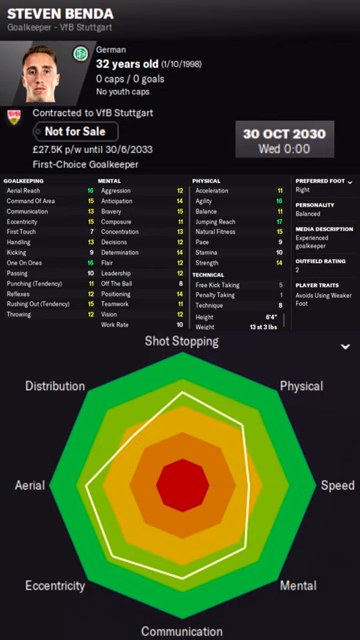 STEVEN BENDA
Goalkeeper - VfB Stuttgart
German
32 years old (1/10/1998)
0 caps / 0 goals
No youth caps
Contracted to VfB Stuttgart
Not for Sale
£27.5K p/w until 30/6/2033
First-Choice Goalkeeper
30 OCT 2030
Wed 0:00
GOALKEEPING
Aerial Reach 16
Command Of Area 15
Communication 13
Eccentricity 15
First Touch 7
Handling 13
Kicking 9
One On Ones 16
Passing 10
Punching (Tendency) 11
Reflexes 12
Rushing Out (Tendency) 15
Throwing 12
MENTAL
Aggression 12
Anticipation 14
Bravery 15
Composure 11
Concentration 13
Decisions 12
Determination 14
Flair 12
Leadership 12
Off The Ball 8
Positioning 14
Teamwork 11
Vision 12
Work Rate 10
PHYSICAL
Acceleration 11
Agility 16
Balance 11
Jumping Reach 17
Natural Fitness 15
Pace 9
Stamina 10
Strength 14
TECHNICAL
Free Kick Taking 5
Penalty Taking 1
Technique 8
Height 6'4"
Weight 13 st 3 lbs
PREFERRED FOOT
Right
PERSONALITY
Balanced
MEDIA DESCRIPTION
Experienced
goalkeeper
OUTFIELD RATING
2
PLAYER TRAITS
Avoids Using Weaker
Foot
Shot Stopping
Distribution
Physical
Aerial
Speed
Eccentricity
Mental
Communication